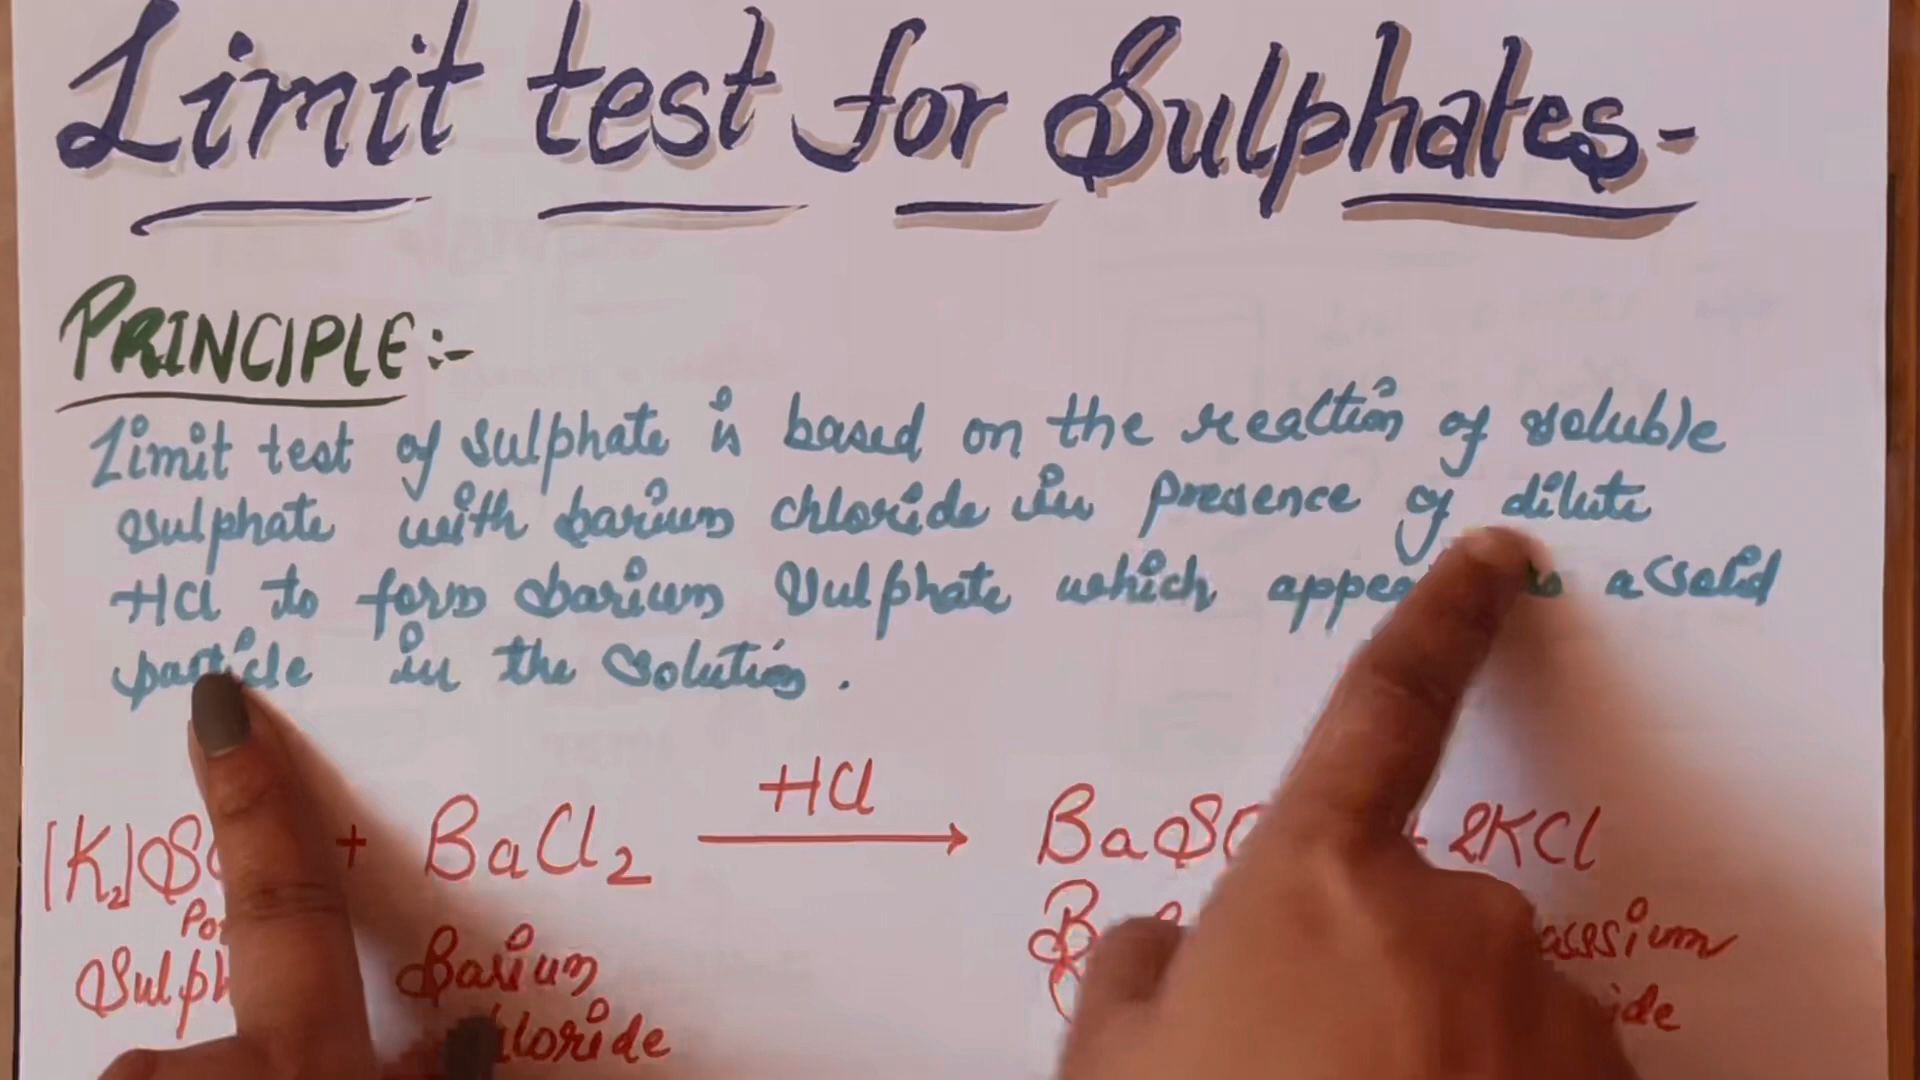 Limit test for Sulphates-
PRINCIPLE:-
Limit test of sulphate is based on the reaction of soluble
sulphate with barium chloride in presence of dilute
HCl to form barium Sulphate which a solid
particle in the solution.
HCl
+ BaCl2 2KCl
Barium